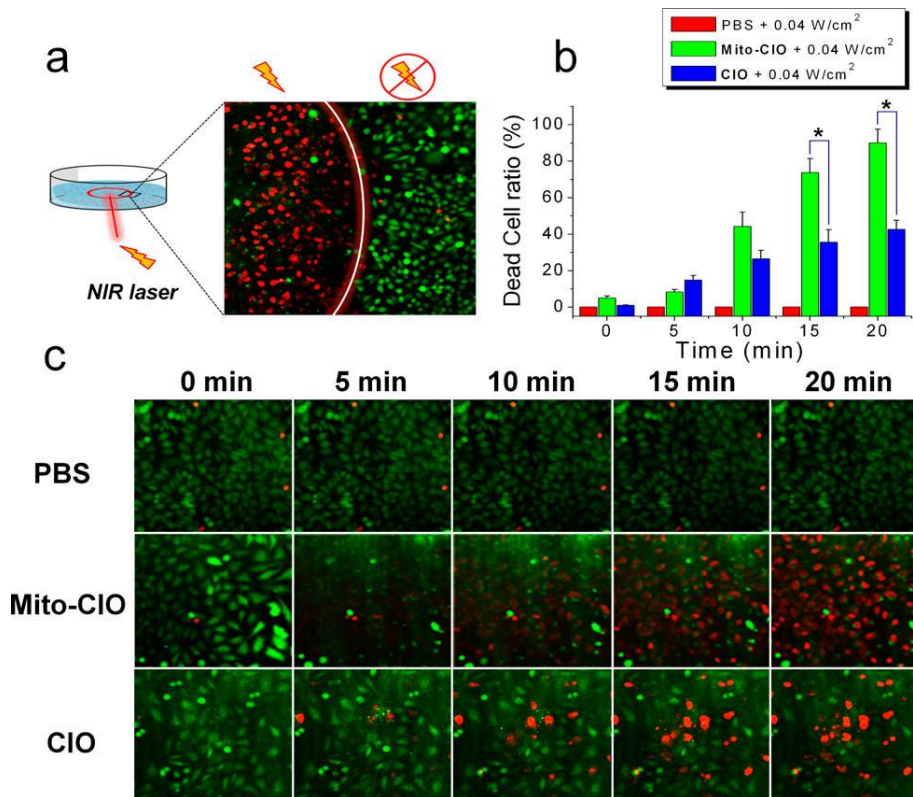 a
NIR laser
b
PBS + 0.04 W/cm²
Mito-CIO + 0.04 W/cm²
CIO + 0.04 W/cm²
Dead Cell ratio (%)
100
80
60
40
20
0
*
*
0 5 10 15 20
Time (min)
c
0 min 5 min 10 min 15 min 20 min
PBS
Mito-CIO
CIO